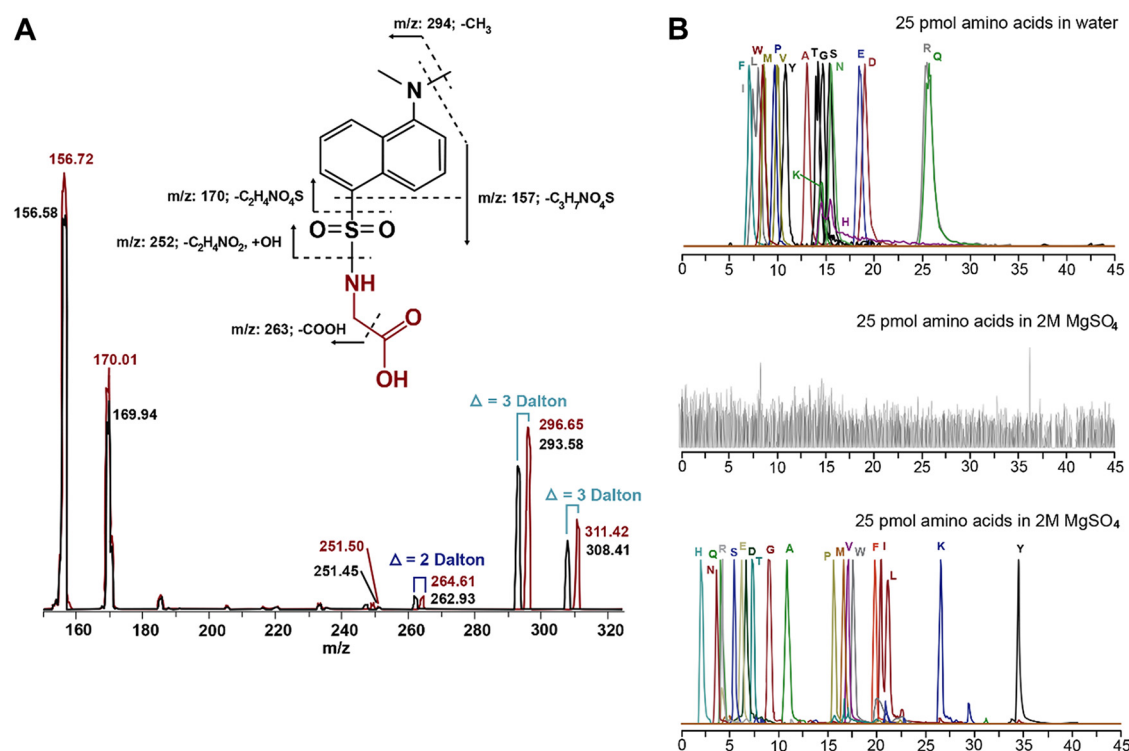 A
m/z: 294; -CH3
N
m/z: 170; -C2H4NO4S
m/z: 157; -C3H7NO4S
O=S=O
m/z: 252; -C2H4NO2, +OH
NH
O
m/z: 263; -COOH
OH
156.72
156.58
170.01
169.94
Δ = 3 Dalton
296.65
293.58
Δ = 3 Dalton
311.42
308.41
251.50
251.45
Δ = 2 Dalton
264.61
262.93
160 180 200 220 240 260 280 300 320
m/z
B
25 pmol amino acids in water
F I L W M P V Y A T G S N K H E D R Q
0 5 10 15 20 25 30 35 40 45
25 pmol amino acids in 2M MgSO4
0 5 10 15 20 25 30 35 40 45
25 pmol amino acids in 2M MgSO4
H N Q R S E D T G A P M V W F I L K Y
0 5 10 15 20 25 30 35 40 45